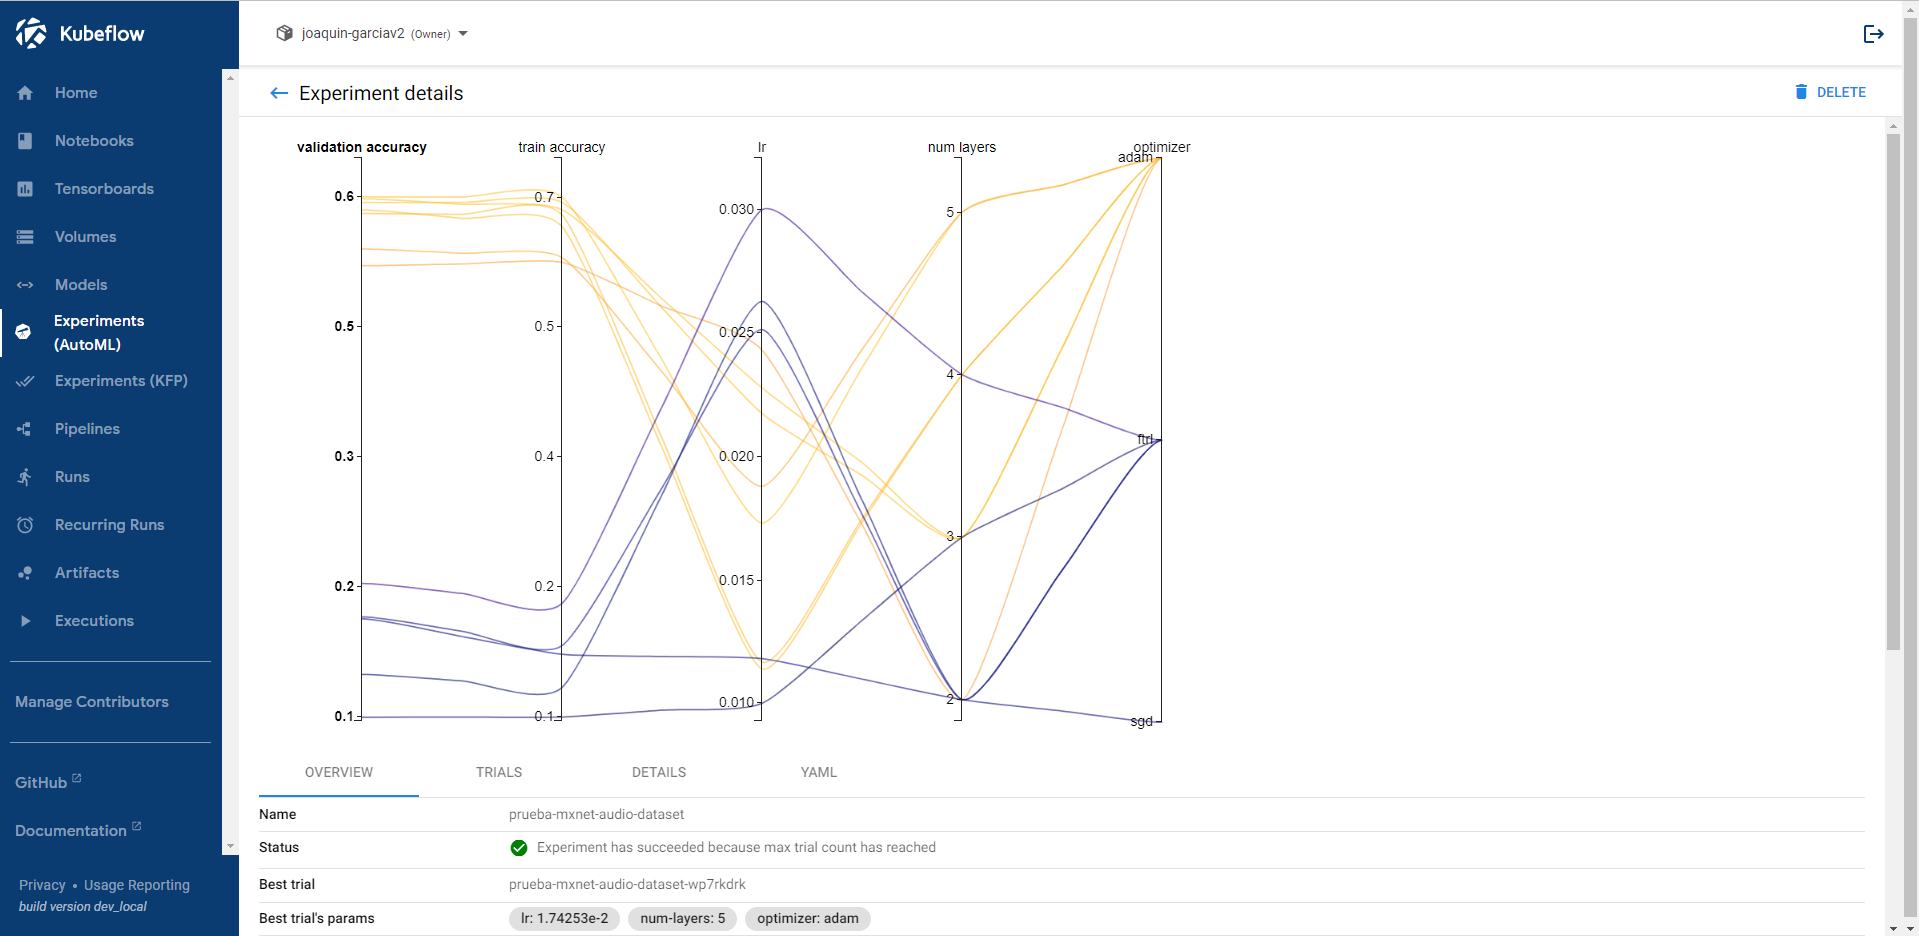 Kubeflow
joaquin-garciav2 (Owner)
Home
Notebooks
Tensorboards
Volumes
Models
Experiments
(AutoML)
Experiments (KFP)
Pipelines
Runs
Recurring Runs
Artifacts
Executions
Manage Contributors
GitHub
Documentation
Privacy • Usage Reporting
build version dev_local
Experiment details
DELETE
validation accuracy
0.6
0.5
0.3
0.2
0.1
train accuracy
0.7
0.5
0.4
0.2
0.1
lr
0.030
0.025
0.020
0.015
0.010
num layers
5
4
3
2
optimizer
adam
ftrl
sgd
OVERVIEW TRIALS DETAILS YAML
Name prueba-mxnet-audio-dataset
Status Experiment has succeeded because max trial count has reached
Best trial prueba-mxnet-audio-dataset-wp7rkdrk
Best trial's params lr: 1.74253e-2 num-layers: 5 optimizer: adam